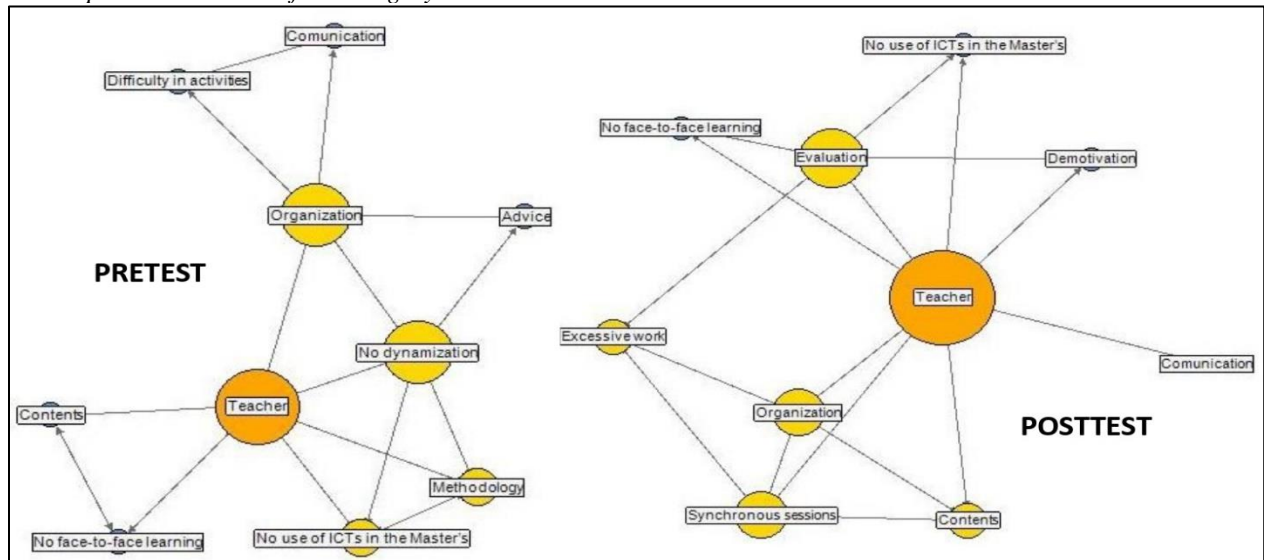 Comunication
Difficulty in activities
Organization
Advice
PRETEST
No dynamization
Teacher
Contents
Methodology
No face-to-face learning
No use of ICTs in the Master's
No use of ICTs in the Master's
No face-to-face learning
Evaluation
Demotivation
Teacher
Excessive work
Comunication
Organization
POSTTEST
Synchronous sessions
Contents